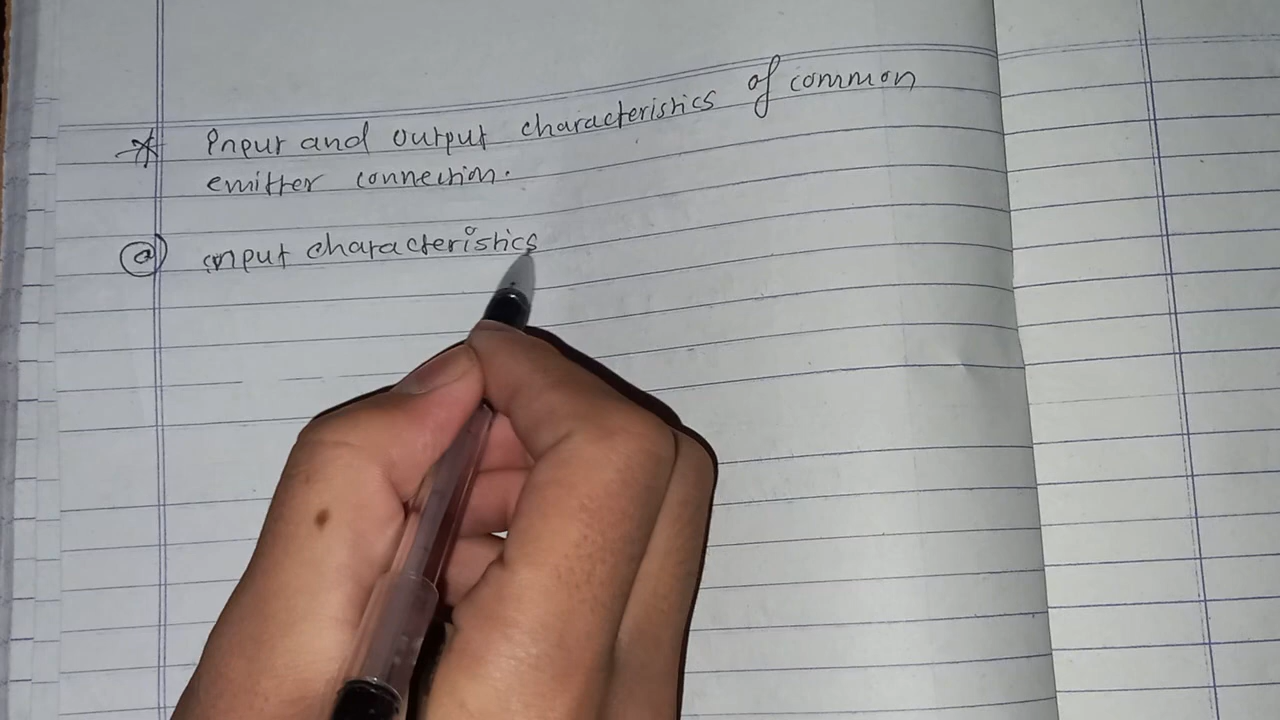 * Input and output characteristics of common
emitter connection.
(a) input characteristics